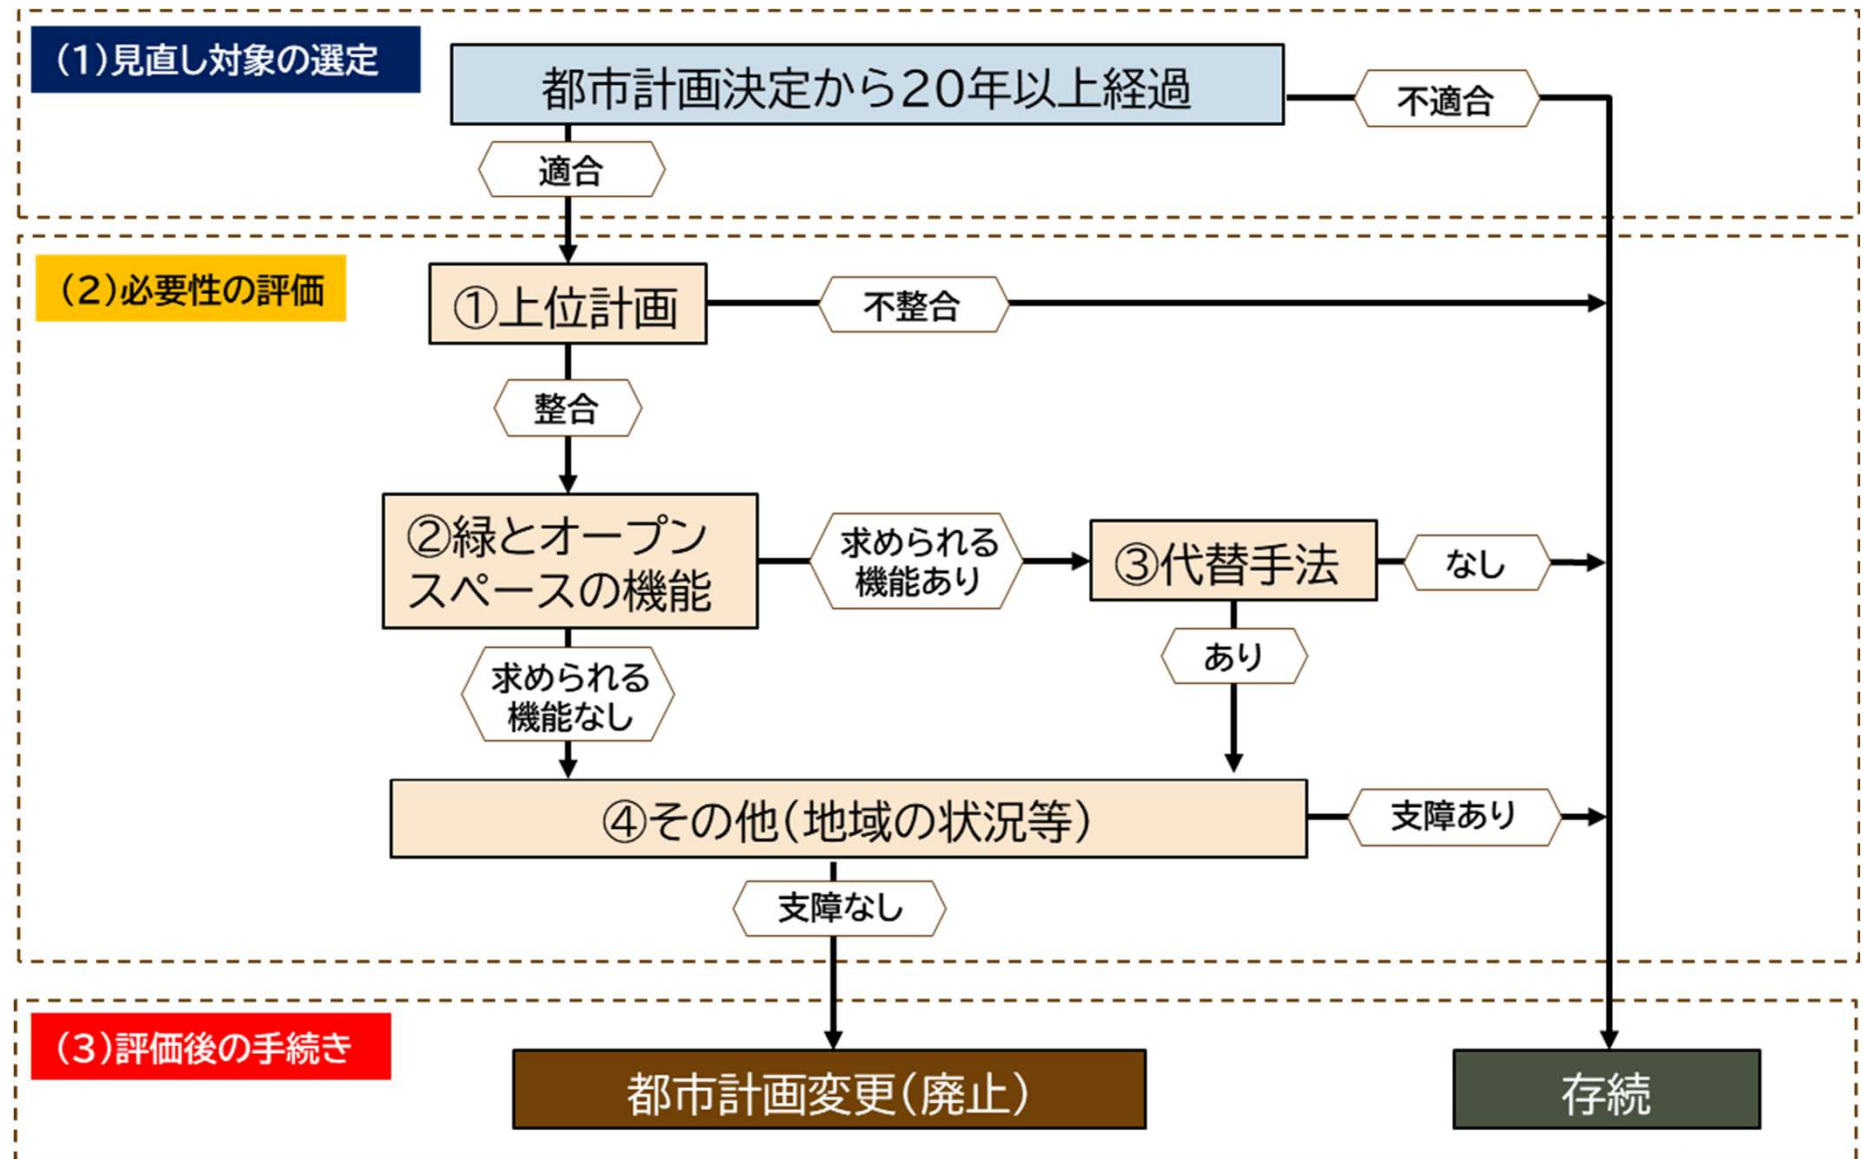 (1)見直し対象の選定
都市計画決定から20年以上経過
不適合
適合
(2)必要性の評価
①上位計画
不整合
整合
②緑とオープン
スペースの機能
求められる
機能あり
③代替手法
なし
求められる
機能なし
あり
④その他(地域の状況等)
支障あり
支障なし
(3)評価後の手続き
都市計画変更(廃止)
存続